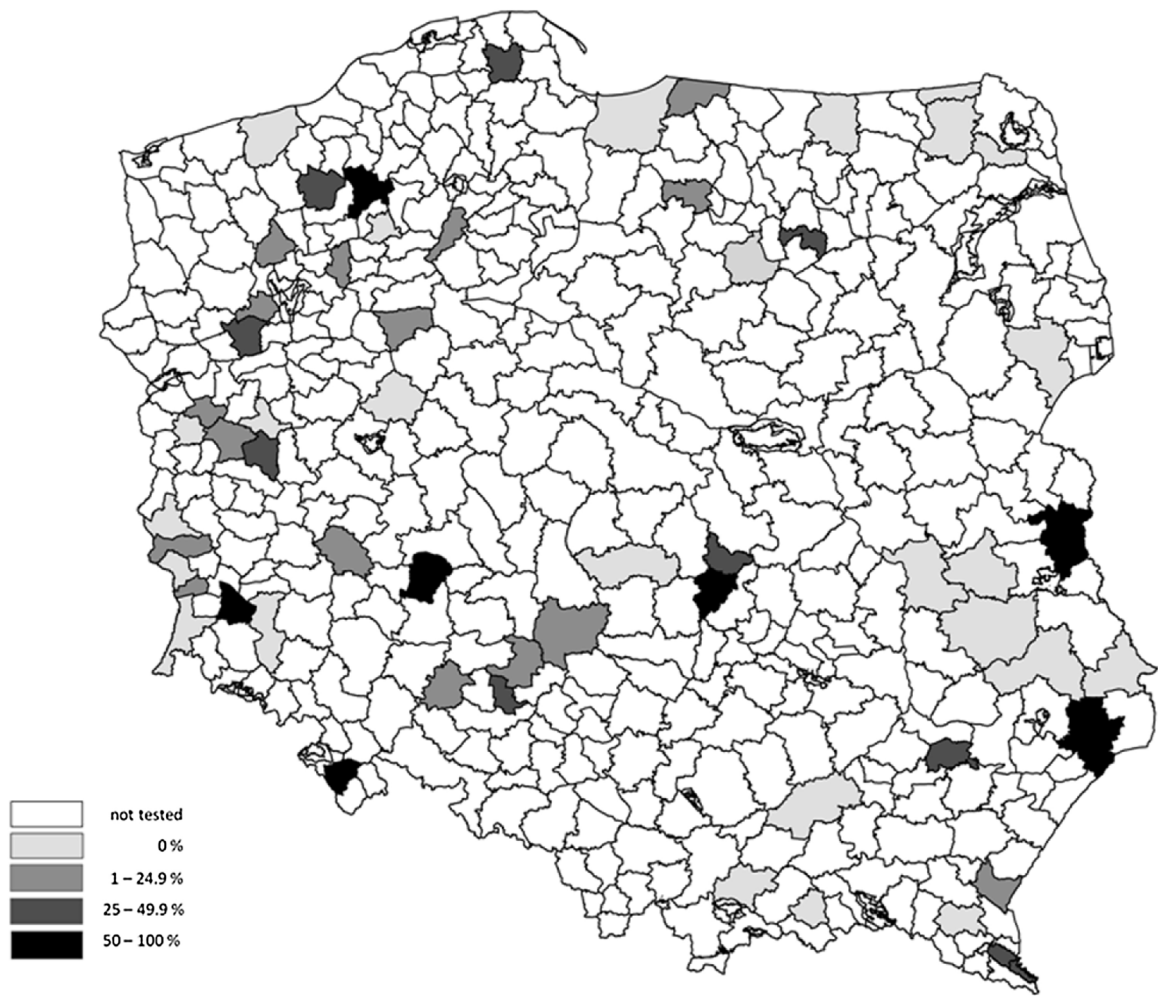 not tested
0 %
1 – 24.9 %
25 – 49.9 %
50 – 100 %